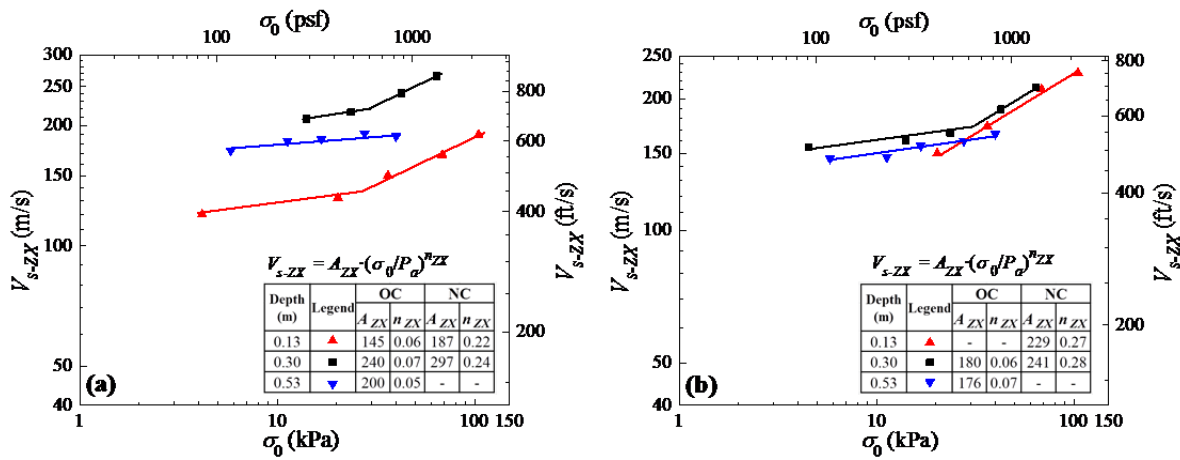 σ0 (psf)
100 1000
300
250
200
150
100
50
40
800
600
400
200
Vs-ZX (m/s)
Vs-ZX (ft/s)
Vs-ZX = AZX·(σ0/Pa)^nZX
Depth (m) Legend OC NC
AZX nZX AZX nZX
0.13 145 0.06 187 0.22
0.30 240 0.07 297 0.24
0.53 200 0.05 - -
(a)
1 10 100 150
σ0 (kPa)
σ0 (psf)
100 1000
250
200
150
100
50
40
800
600
400
200
Vs-ZX (m/s)
Vs-ZX (ft/s)
Vs-ZX = AZX·(σ0/Pa)^nZX
Depth (m) Legend OC NC
AZX nZX AZX nZX
0.13 - - 229 0.27
0.30 180 0.06 241 0.28
0.53 176 0.07 - -
(b)
1 10 100 150
σ0 (kPa)